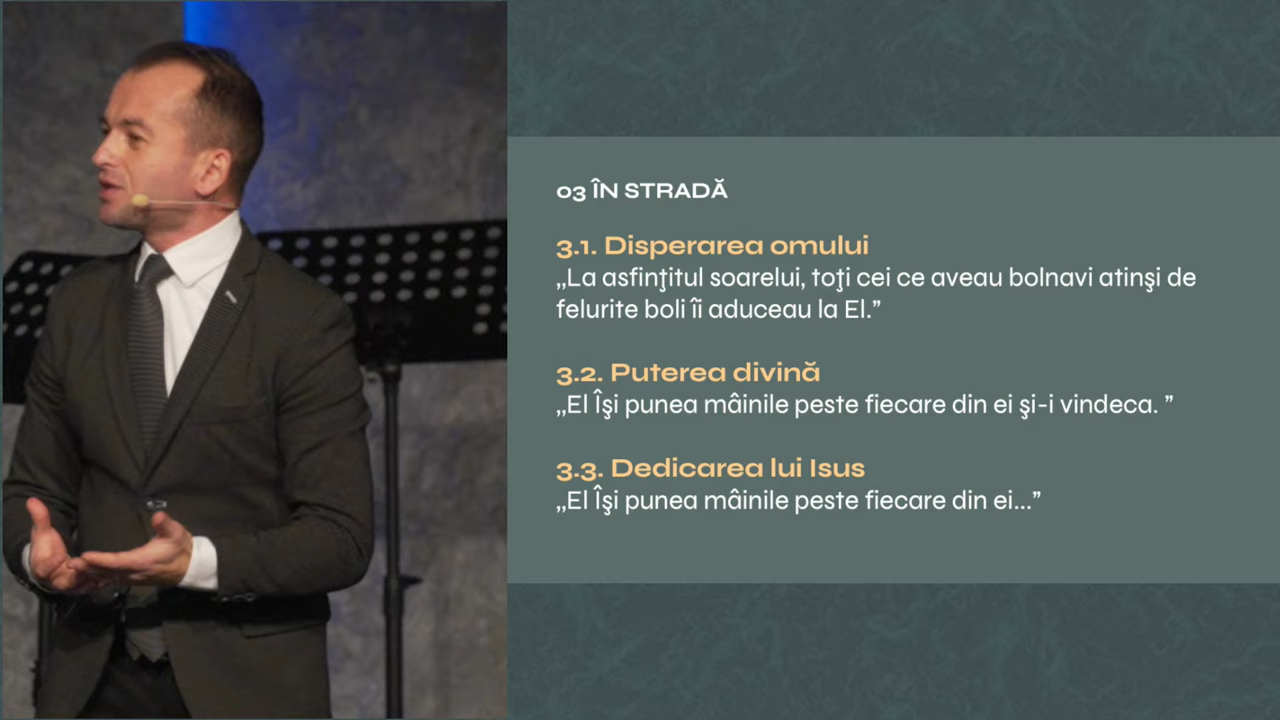 03 ÎN STRADĂ
3.1. Disperarea omului
„La asfinţitul soarelui, toţi cei ce aveau bolnavi atinşi de
felurite boli îi aduceau la El.”
3.2. Puterea divină
„El Îşi punea mâinile peste fiecare din ei şi-i vindeca. ”
3.3. Dedicarea lui Isus
„El Îşi punea mâinile peste fiecare din ei...”